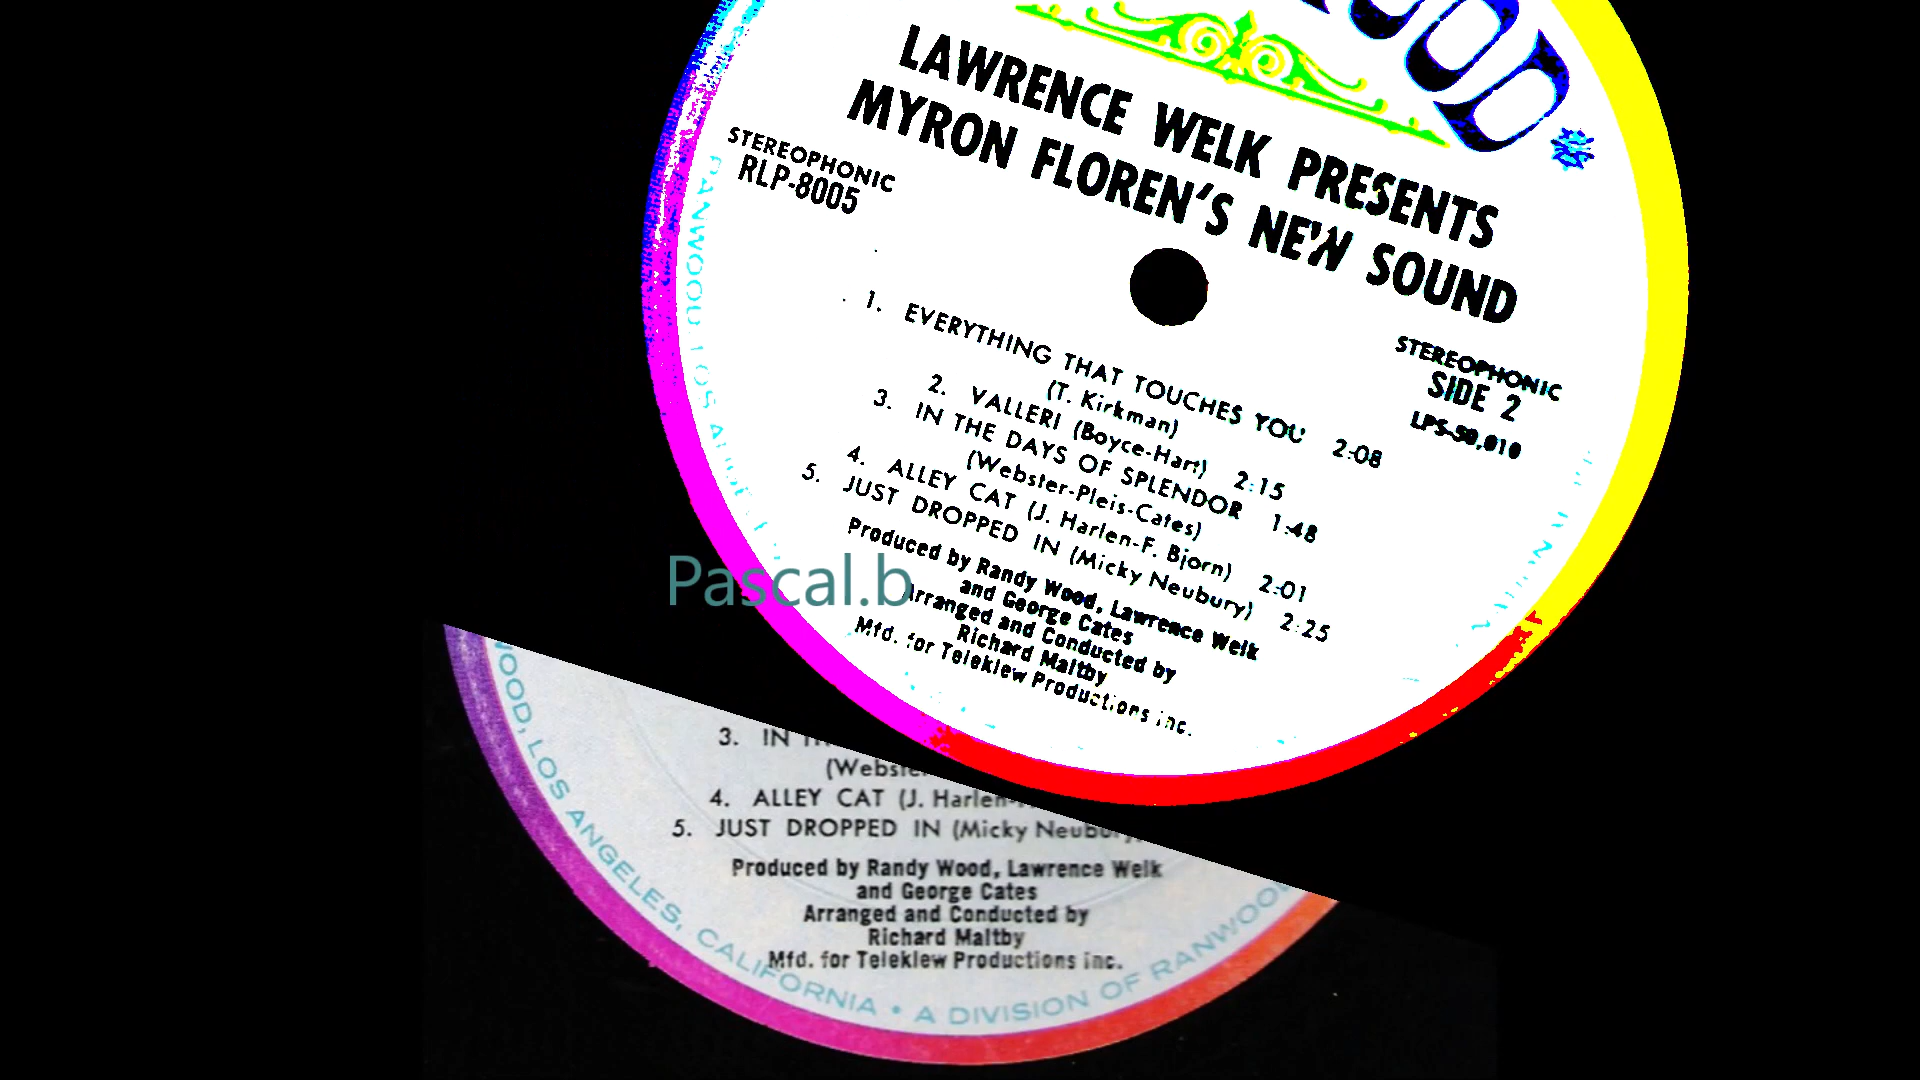 LAWRENCE WELK PRESENTS
MYRON FLOREN'S NEW SOUND
STEREOPHONIC
RLP-8005
STEREOPHONIC
SIDE 2
LPS-50,010
1. EVERYTHING THAT TOUCHES YOU 2:08
(T. Kirkman)
2. VALLERI (Boyce-Hart) 2:15
3. IN THE DAYS OF SPLENDOR 1:48
(Webster-Pleis-Cates)
4. ALLEY CAT (J. Harlen-F. Bjorn) 2:01
5. JUST DROPPED IN (Micky Neubury) 2:25
Produced by Randy Wood, Lawrence Welk
and George Cates
Arranged and Conducted by
Richard Maltby
Mfd. for Teleklew Productions inc.
Pascal.b
3. IN
4. ALLEY CAT (J. Harlen-
5. JUST DROPPED IN (Micky
Produced by Randy Wood, Lawrence Welk
and George Cates
Arranged and Conducted by
Richard Maltby
Mfd. for Teleklew Productions inc.
OOD, LOS ANGELES, CALIFORNIA • A DIVISION OF RANWOO